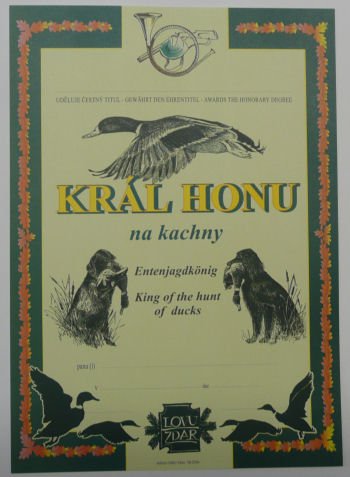 UDĚLUJE ČESTNÝ TITUL - GEWÄHRT DEN EHRENTITEL - AWARDS THE HONORARY DEGREE
KRÁL HONU
na kachny
Entenjagdkönig
King of the hunt
of ducks
panu (í)
v
dne
LOVU
ZDAR